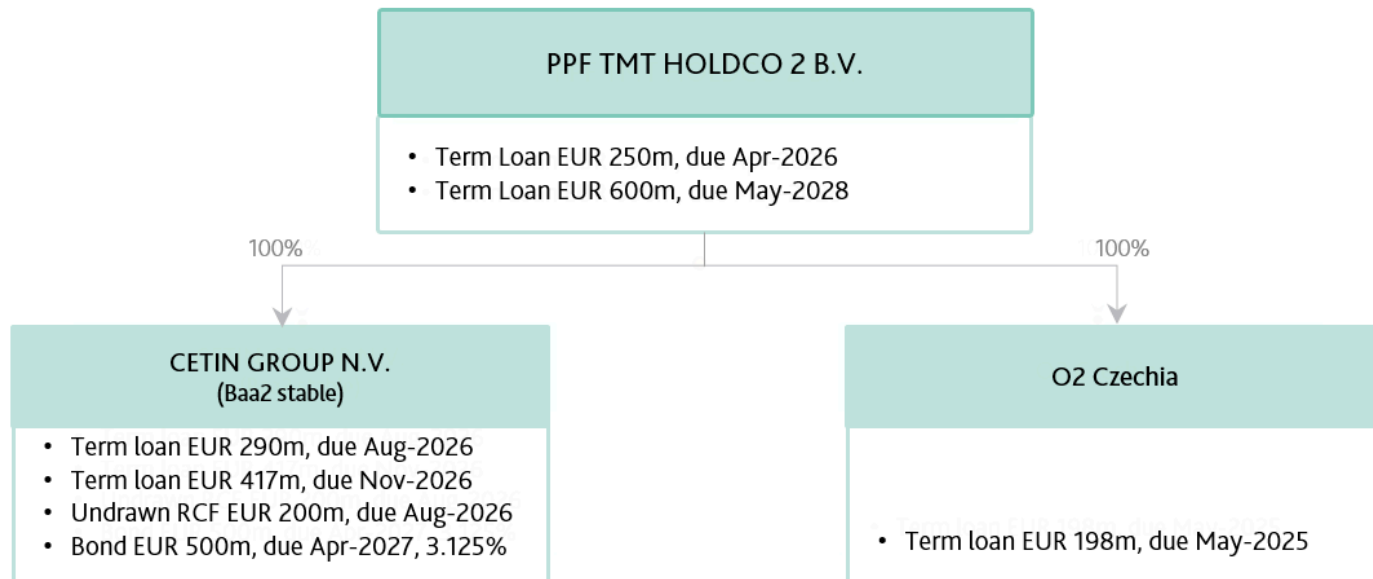 PPF TMT HOLDCO 2 B.V.
• Term Loan EUR 250m, due Apr-2026
• Term Loan EUR 600m, due May-2028
100%
100%
CETIN GROUP N.V.
(Baa2 stable)
• Term loan EUR 290m, due Aug-2026
• Term loan EUR 417m, due Nov-2026
• Undrawn RCF EUR 200m, due Aug-2026
• Bond EUR 500m, due Apr-2027, 3.125%
O2 Czechia
• Term loan EUR 198m, due May-2025